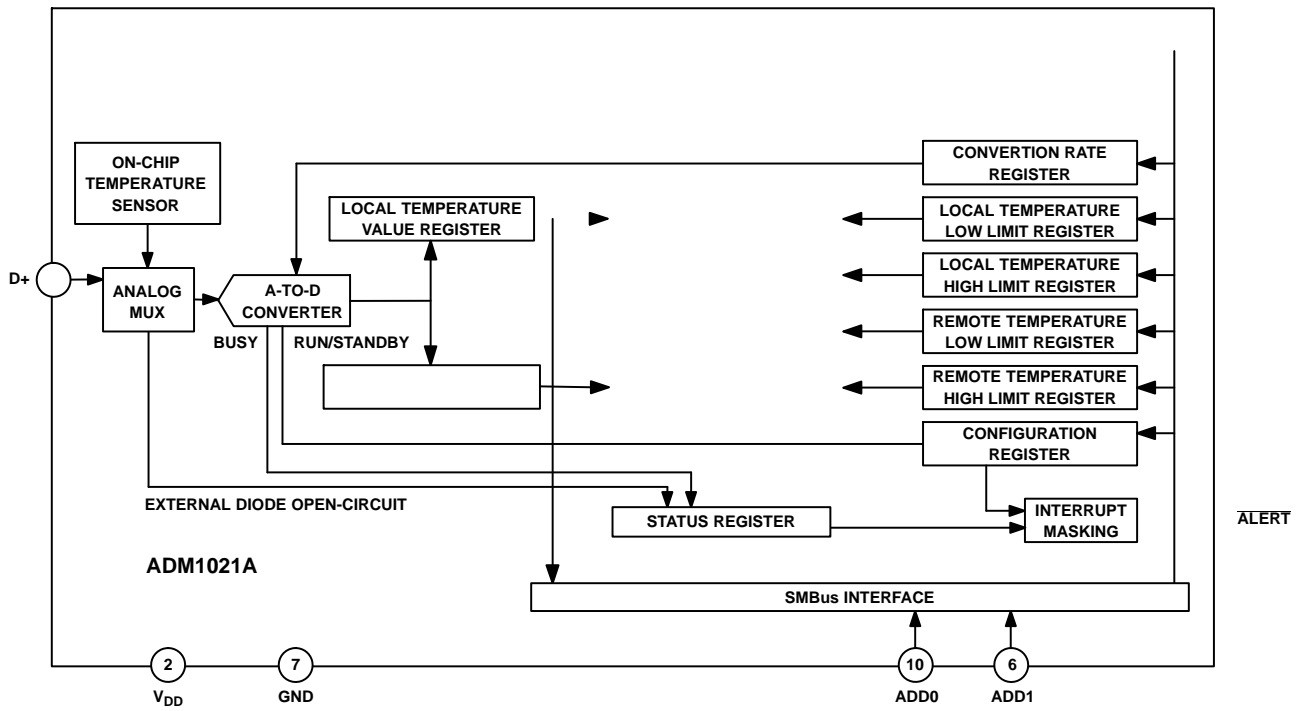 ON-CHIP
TEMPERATURE
SENSOR
CONVERTION RATE
REGISTER
LOCAL TEMPERATURE
VALUE REGISTER
LOCAL TEMPERATURE
LOW LIMIT REGISTER
D+
ANALOG
MUX
A-TO-D
CONVERTER
LOCAL TEMPERATURE
HIGH LIMIT REGISTER
BUSY
RUN/STANDBY
REMOTE TEMPERATURE
LOW LIMIT REGISTER
REMOTE TEMPERATURE
HIGH LIMIT REGISTER
CONFIGURATION
REGISTER
EXTERNAL DIODE OPEN-CIRCUIT
STATUS REGISTER
INTERRUPT
MASKING
ALERT
ADM1021A
SMBus INTERFACE
2
7
10
6
VDD
GND
ADD0
ADD1